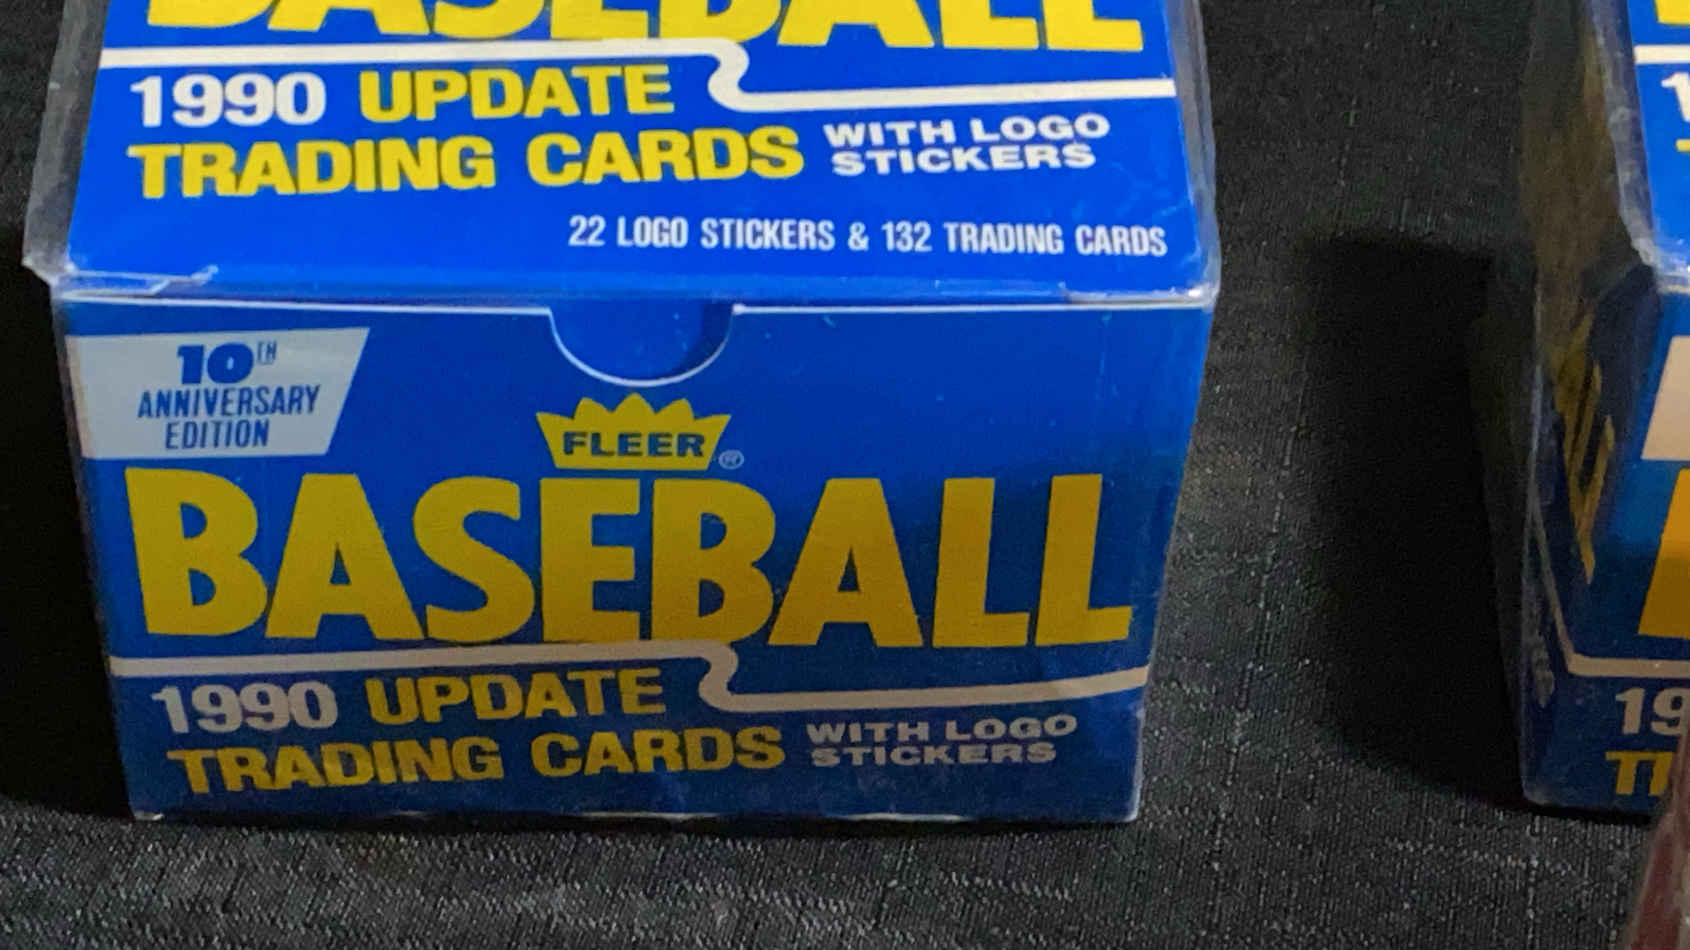 BASEBALL
1990 UPDATE
TRADING CARDS
WITH LOGO
STICKERS
22 LOGO STICKERS & 132 TRADING CARDS
10TH
ANNIVERSARY
EDITION
FLEER®
BASEBALL
1990 UPDATE
TRADING CARDS
WITH LOGO
STICKERS